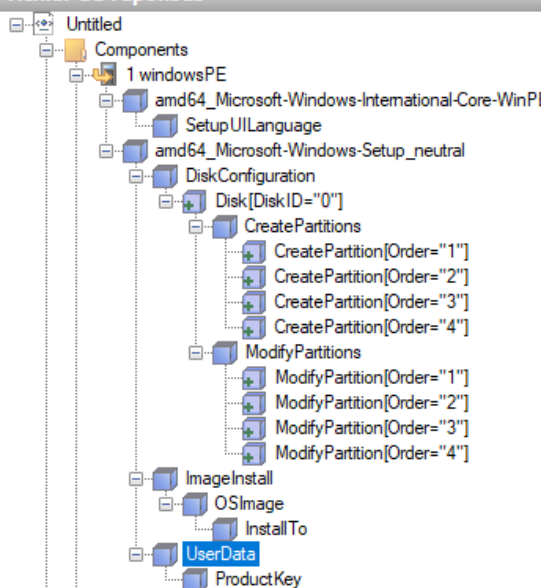 Untitled
Components
1 windowsPE
amd64_Microsoft-Windows-International-Core-WinPE
SetupUILanguage
amd64_Microsoft-Windows-Setup_neutral
DiskConfiguration
Disk[DiskID="0"]
CreatePartitions
CreatePartition[Order="1"]
CreatePartition[Order="2"]
CreatePartition[Order="3"]
CreatePartition[Order="4"]
ModifyPartitions
ModifyPartition[Order="1"]
ModifyPartition[Order="2"]
ModifyPartition[Order="3"]
ModifyPartition[Order="4"]
ImageInstall
OSImage
InstallTo
UserData
ProductKey